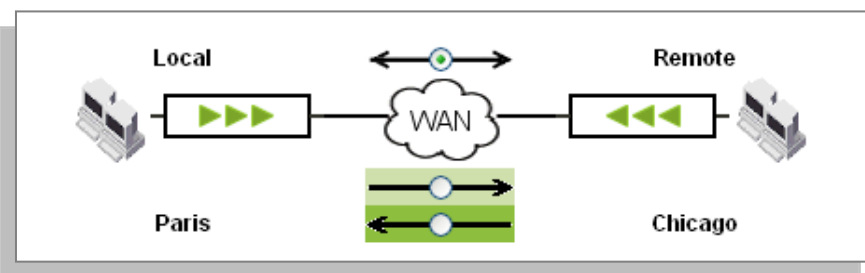 Local
Remote
WAN
Paris
Chicago